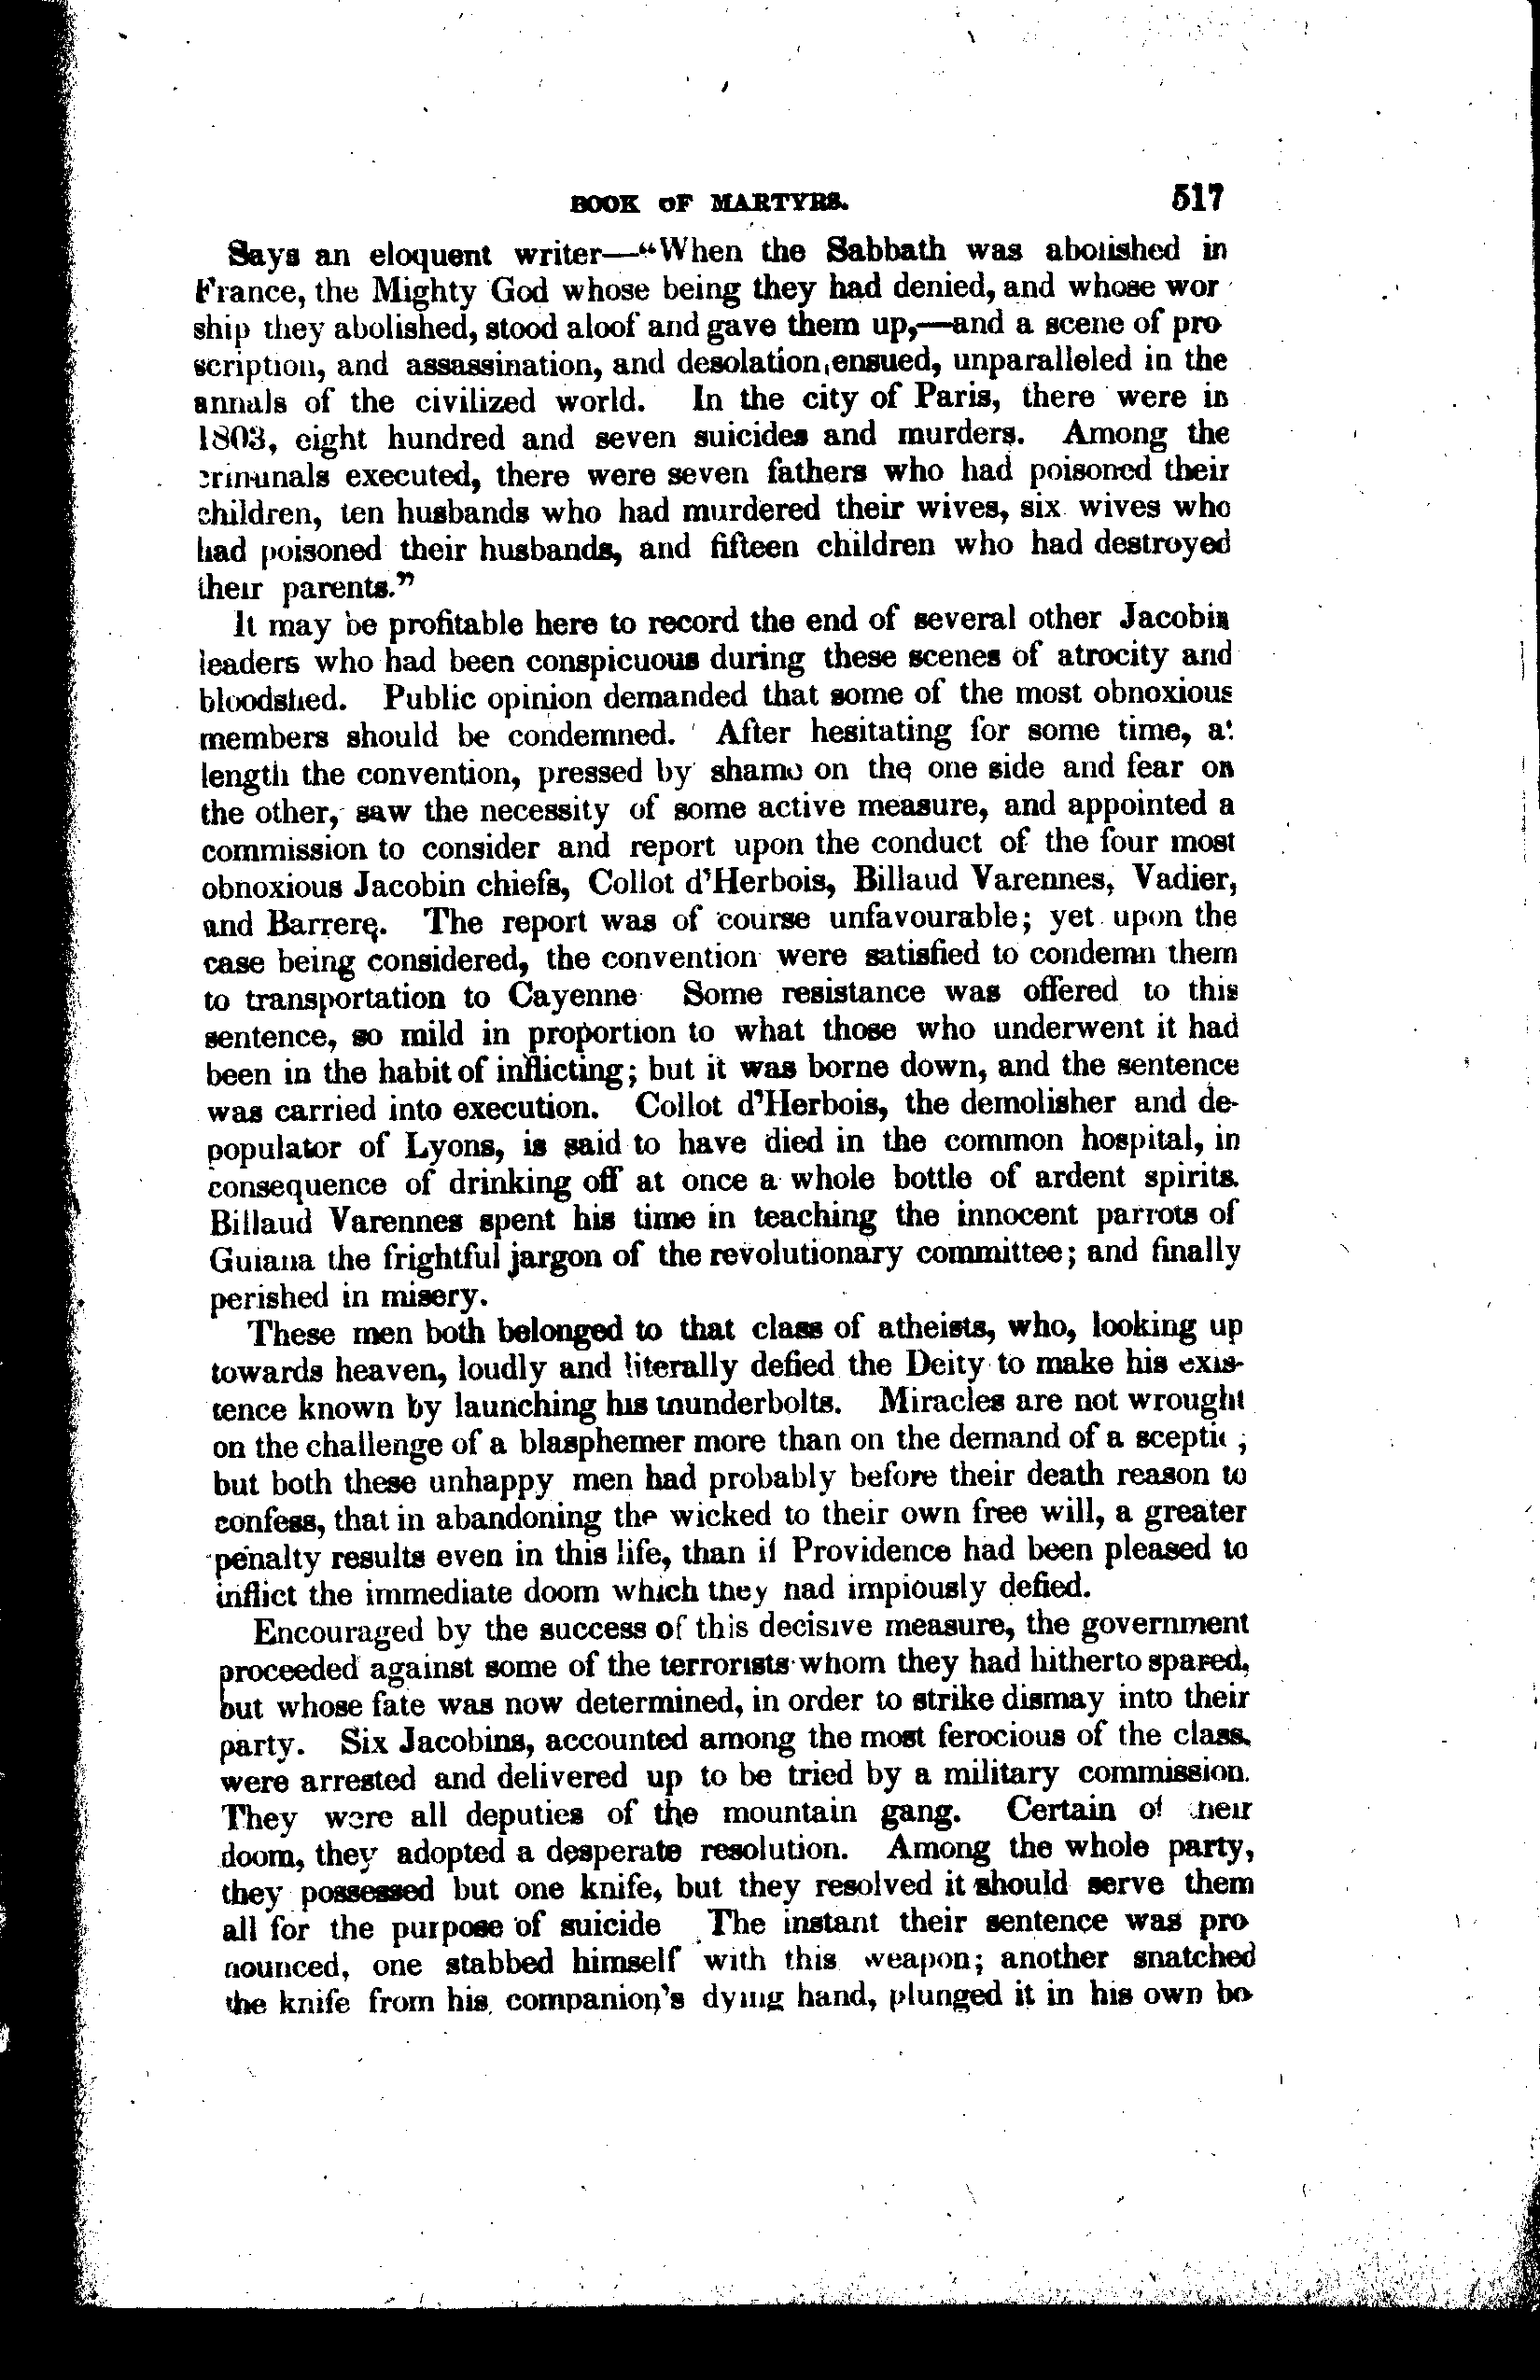 BOOK OF MARTYRS. 517
Says an eloquent writer—“When the Sabbath was abolished in
France, the Mighty God whose being they had denied, and whose wor
ship they abolished, stood aloof and gave them up,—and a scene of pro
scription, and assassination, and desolation ensued, unparalleled in the
annals of the civilized world. In the city of Paris, there were in
1803, eight hundred and seven suicides and murders. Among the
criminals executed, there were seven fathers who had poisoned their
children, ten husbands who had murdered their wives, six wives who
had poisoned their husbands, and fifteen children who had destroyed
their parents.”
It may be profitable here to record the end of several other Jacobin
leaders who had been conspicuous during these scenes of atrocity and
bloodshed. Public opinion demanded that some of the most obnoxious
members should be condemned. After hesitating for some time, at
length the convention, pressed by shame on the one side and fear on
the other, saw the necessity of some active measure, and appointed a
commission to consider and report upon the conduct of the four most
obnoxious Jacobin chiefs, Collot d’Herbois, Billaud Varennes, Vadier,
and Barrere. The report was of course unfavourable; yet upon the
case being considered, the convention were satisfied to condemn them
to transportation to Cayenne Some resistance was offered to this
sentence, so mild in proportion to what those who underwent it had
been in the habit of inflicting; but it was borne down, and the sentence
was carried into execution. Collot d’Herbois, the demolisher and de-
populator of Lyons, is said to have died in the common hospital, in
consequence of drinking off at once a whole bottle of ardent spirits.
Billaud Varennes spent his time in teaching the innocent parrots of
Guiana the frightful jargon of the revolutionary committee; and finally
perished in misery.
These men both belonged to that class of atheists, who, looking up
towards heaven, loudly and literally defied the Deity to make his exis-
tence known by launching his thunderbolts. Miracles are not wrought
on the challenge of a blasphemer more than on the demand of a sceptic;
but both these unhappy men had probably before their death reason to
confess, that in abandoning the wicked to their own free will, a greater
penalty results even in this life, than if Providence had been pleased to
inflict the immediate doom which they had impiously defied.
Encouraged by the success of this decisive measure, the government
proceeded against some of the terrorists whom they had hitherto spared,
but whose fate was now determined, in order to strike dismay into their
party. Six Jacobins, accounted among the most ferocious of the class,
were arrested and delivered up to be tried by a military commission.
They were all deputies of the mountain gang. Certain of their
doom, they adopted a desperate resolution. Among the whole party,
they possessed but one knife, but they resolved it should serve them
all for the purpose of suicide The instant their sentence was pro
nounced, one stabbed himself with this weapon; another snatched
the knife from his companion’s dying hand, plunged it in his own bo-